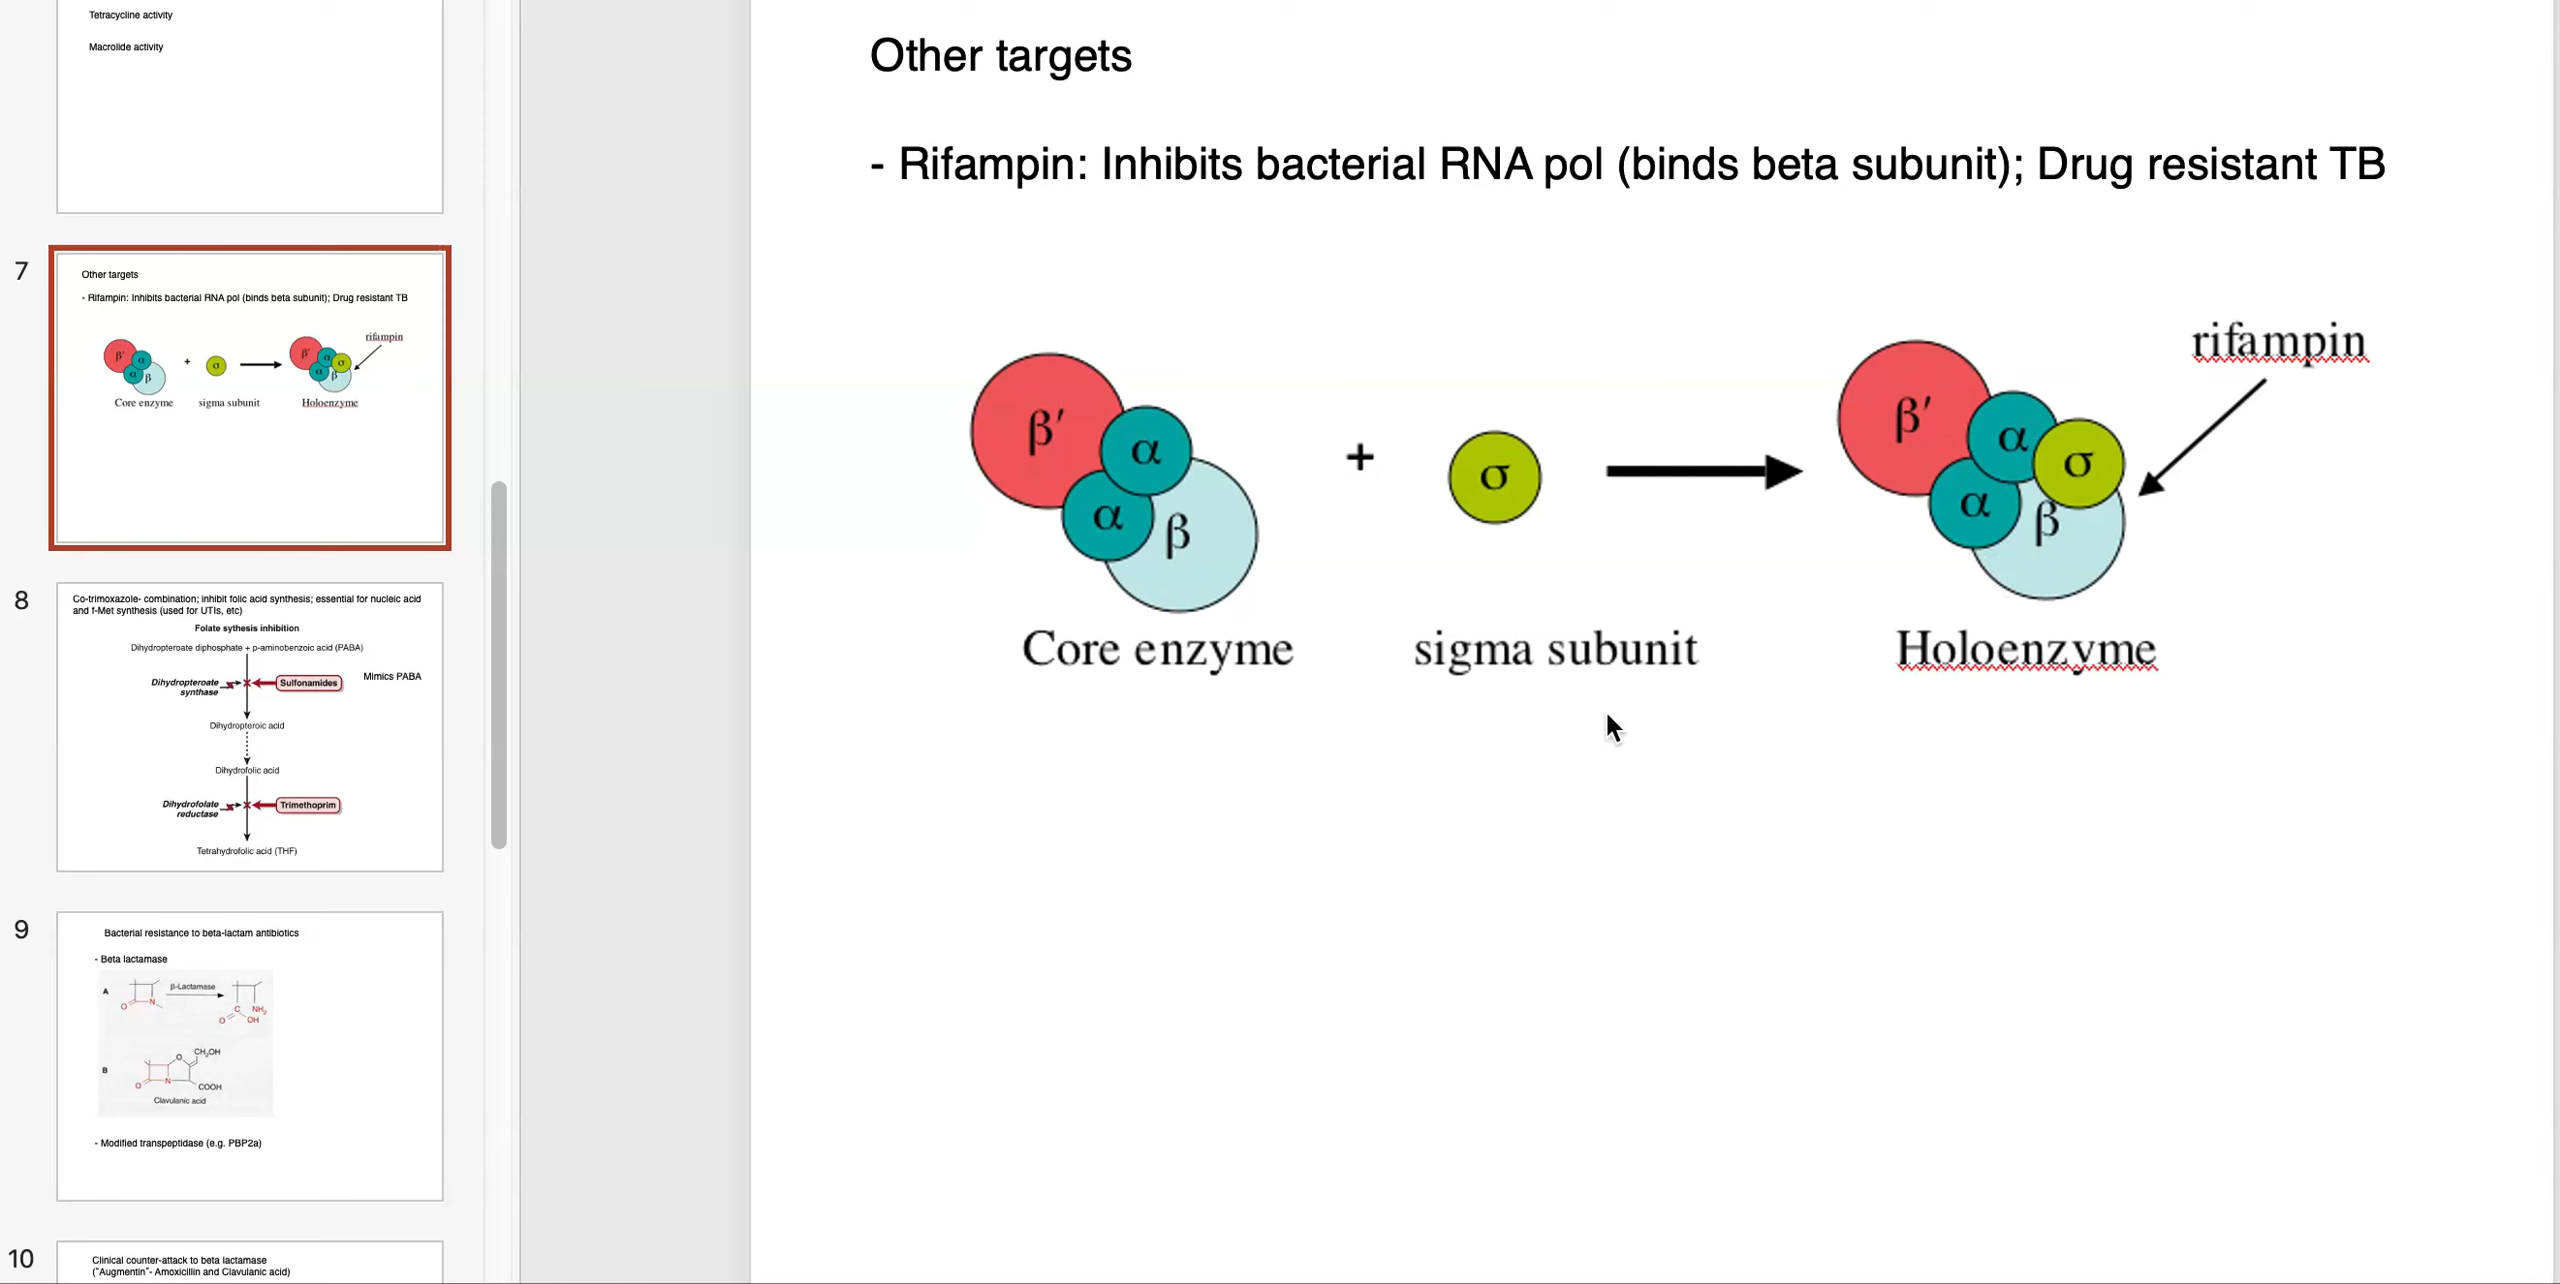 Tetracycline activity
Macrolide activity
7
Other targets
- Rifampin: Inhibits bacterial RNA pol (binds beta subunit); Drug resistant TB
rifampin
β′
α
α
β
+
σ
β′
α
σ
α
β
Core enzyme
sigma subunit
Holoenzyme
8
Co-trimoxazole- combination; inhibit folic acid synthesis; essential for nucleic acid
and f-Met synthesis (used for UTIs, etc)
Folate sythesis inhibition
Dihydropteroate diphosphate + p-aminobenzoic acid (PABA)
Mimics PABA
Dihydropteroate
synthase
Sulfonamides
Dihydropteroic acid
Dihydrofolic acid
Dihydrofolate
reductase
Trimethoprim
Tetrahydrofolic acid (THF)
9
Bacterial resistance to beta-lactam antibiotics
- Beta lactamase
A
β-Lactamase
O
N
C
NH2
O
OH
B
O
CH2OH
O
N
COOH
Clavulanic acid
- Modified transpeptidase (e.g. PBP2a)
10
Clinical counter-attack to beta lactamase
("Augmentin"- Amoxicillin and Clavulanic acid)
Other targets
- Rifampin: Inhibits bacterial RNA pol (binds beta subunit); Drug resistant TB
rifampin
β′
α
α
β
+
σ
β′
α
σ
α
β
Core enzyme
sigma subunit
Holoenzyme